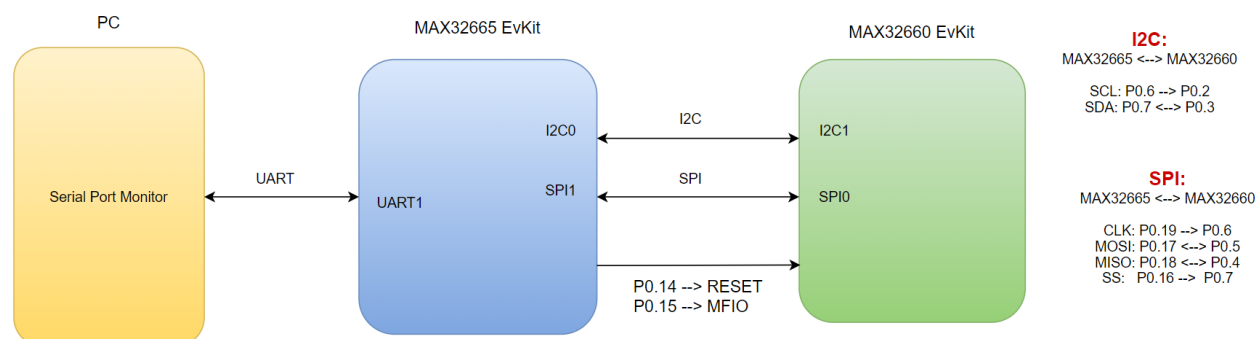 PC
MAX32665 EvKit
MAX32660 EvKit
Serial Port Monitor
UART
UART1
I2C0
SPI1
I2C
SPI
P0.14 --> RESET
P0.15 --> MFIO
I2C1
SPI0
I2C:
MAX32665 <--> MAX32660
SCL: P0.6 --> P0.2
SDA: P0.7 <--> P0.3
SPI:
MAX32665 <--> MAX32660
CLK: P0.19 --> P0.6
MOSI: P0.17 <--> P0.5
MISO: P0.18 <--> P0.4
SS: P0.16 --> P0.7